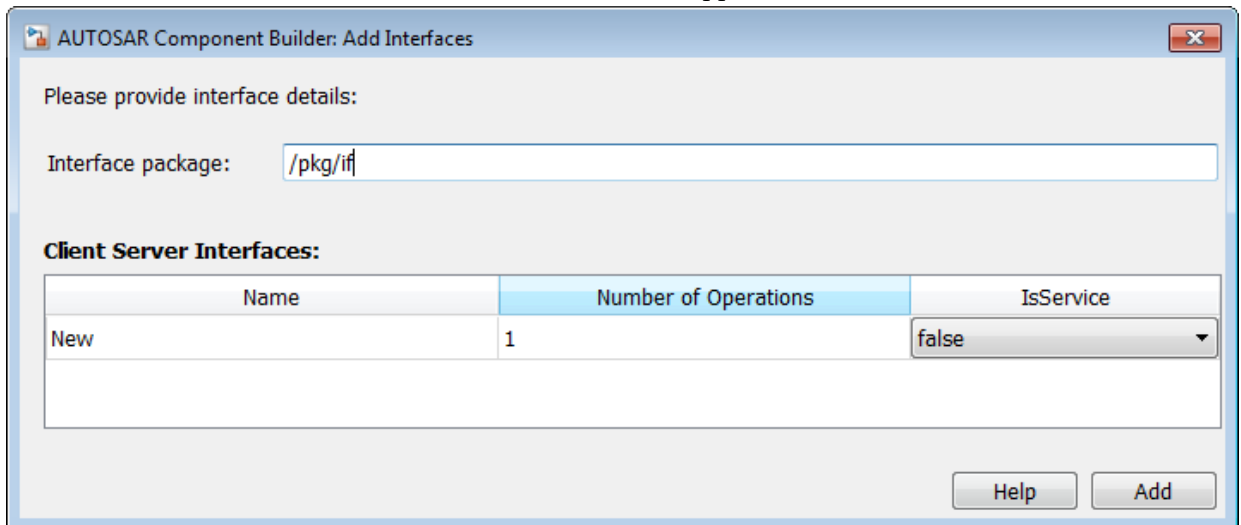 AUTOSAR Component Builder: Add Interfaces
Please provide interface details:
Interface package: /pkg/if
Client Server Interfaces:
Name Number of Operations IsService
New 1 false
Help Add